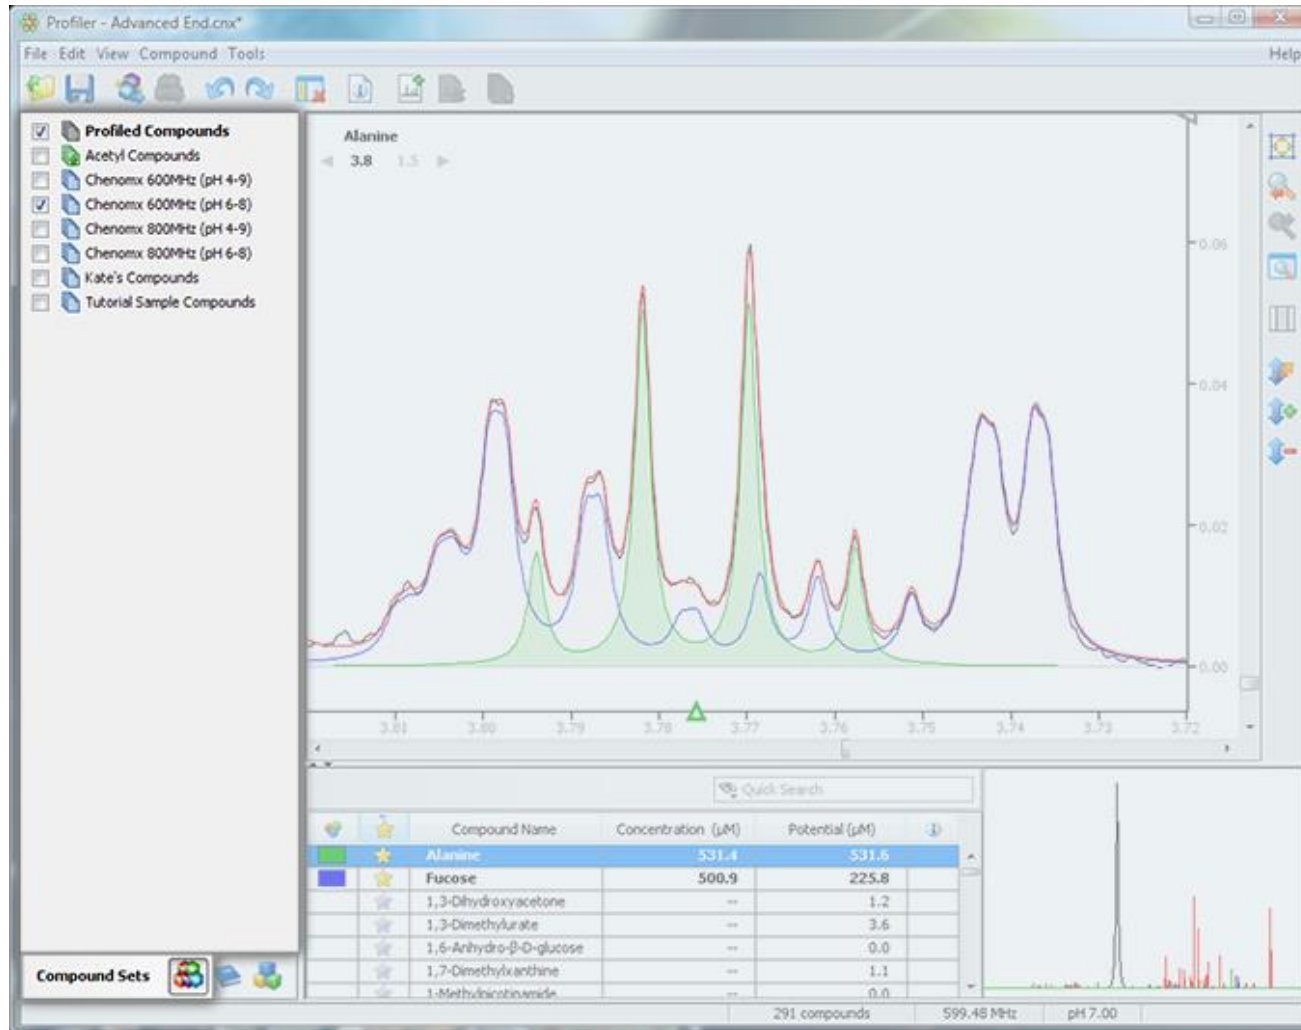 Profiler - Advanced End.cnx*
File Edit View Compound Tools Help
Profiled Compounds
Acetyl Compounds
Chenomx 600MHz (pH 4-9)
Chenomx 600MHz (pH 6-8)
Chenomx 800MHz (pH 4-9)
Chenomx 800MHz (pH 6-8)
Kate's Compounds
Tutorial Sample Compounds
Alanine
3.8 1.5
0.06
0.04
0.02
0.00
3.81 3.80 3.79 3.78 3.77 3.76 3.75 3.74 3.73 3.72
Quick Search
Compound Name Concentration (μM) Potential (μM)
Alanine 531.4 531.6
Fucose 500.9 225.8
1,3-Dihydroxyacetone -- 1.2
1,3-Dimethylurate -- 3.6
1,6-Anhydro-β-D-glucose -- 0.0
1,7-Dimethylxanthine -- 1.1
1-Methylnicotinamide -- 0.0
Compound Sets
291 compounds 599.48 MHz pH 7.00